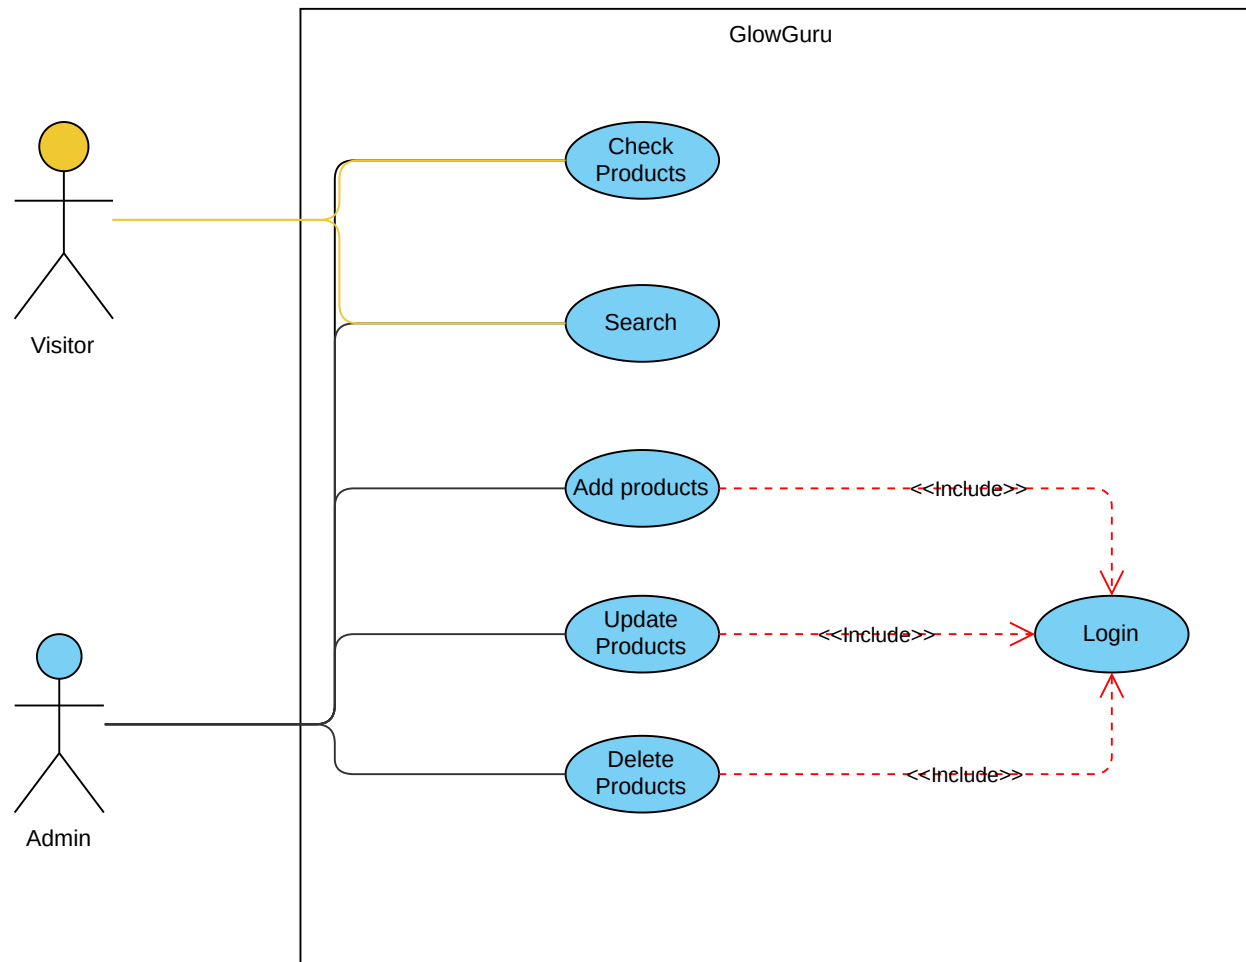 GlowGuru
Check
Products
Visitor
Search
Add products
<<Include>>
Update
Products
<<Include>>
Login
Delete
Products
<<Include>>
Admin